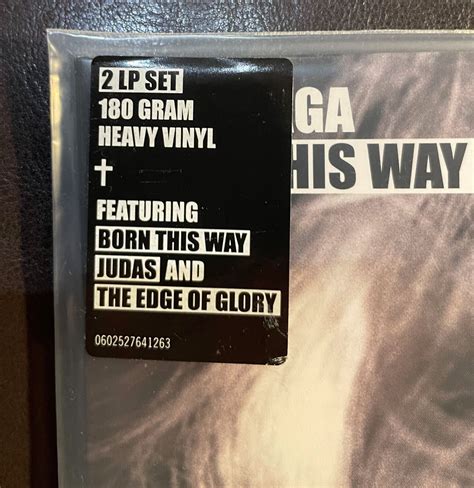 2 LP SET
180 GRAM
HEAVY VINYL
FEATURING
BORN THIS WAY
JUDAS AND
THE EDGE OF GLORY
0602527641263
AGA
HIS WAY